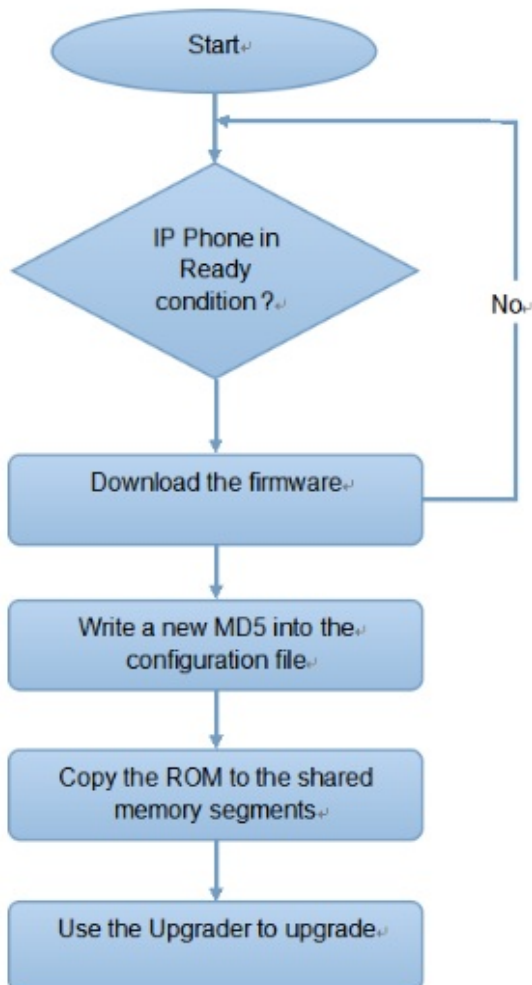 Start
IP Phone in
Ready
condition ?
No
Download the firmware
Write a new MD5 into the
configuration file
Copy the ROM to the shared
memory segments
Use the Upgrader to upgrade